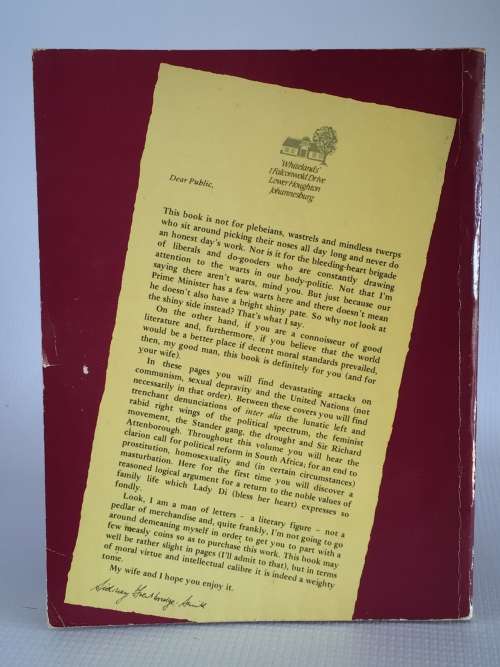 'Whitelands'
1 Falconwold Drive
Lower Houghton
Johannesburg
Dear Public,
This book is not for plebeians, wastrels and mindless twerps
who sit around picking their noses all day long and never do
an honest day's work. Nor is it for the bleeding-heart brigade
of liberals and do-gooders who are constantly drawing
attention to the warts in our body-politic. Not that I'm
saying there aren't warts, mind you. But just because our
Prime Minister has a few warts here and there doesn't mean
he doesn't also have a bright shiny pate. So why not look at
the shiny side instead? That's what I say.
On the other hand, if you are a connoisseur of good
literature and, furthermore, if you believe that the world
would be a better place if decent moral standards prevailed,
then, my good man, this book is definitely for you (and for
your wife).
In these pages you will find devastating attacks on
communism, sexual depravity and the United Nations (not
necessarily in that order). Between these covers you will find
trenchant denunciations of inter alia the lunatic left and
rabid right wings of the political spectrum, the feminist
movement, the Stander gang, the drought and Sir Richard
Attenborough. Throughout this volume you will hear the
clarion call for political reform in South Africa; for an end to
prostitution, homosexuality and (in certain circumstances)
masturbation. Here for the first time you will discover a
reasoned logical argument for a return to the noble values of
family life which Lady Di (bless her heart) expresses so
fondly.
Look, I am a man of letters - a literary figure - not a
pedlar of merchandise and, quite frankly, I'm not going to go
around demeaning myself in order to get you to part with a
few measly coins so as to purchase this work. This book may
well be rather slight in pages (I'll admit to that), but in terms
of moral virtue and intellectual calibre it is indeed a weighty
tome.
My wife and I hope you enjoy it.